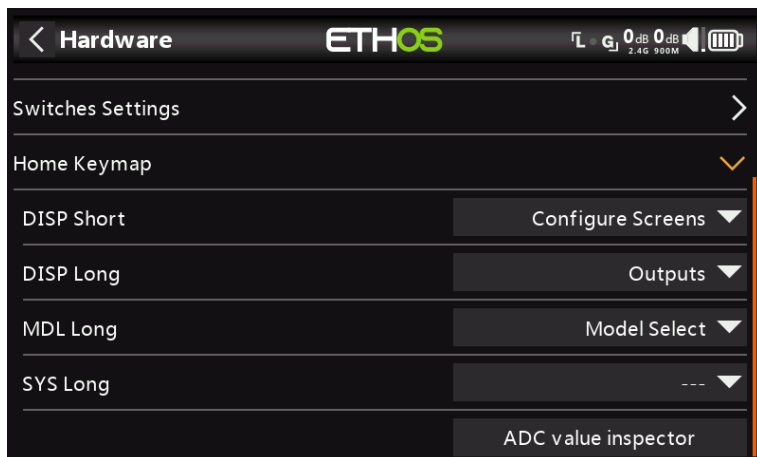 Hardware ETHOS L G 0dB 0dB
2.4G 900M
Switches Settings
Home Keymap
DISP Short Configure Screens
DISP Long Outputs
MDL Long Model Select
SYS Long ---
ADC value inspector